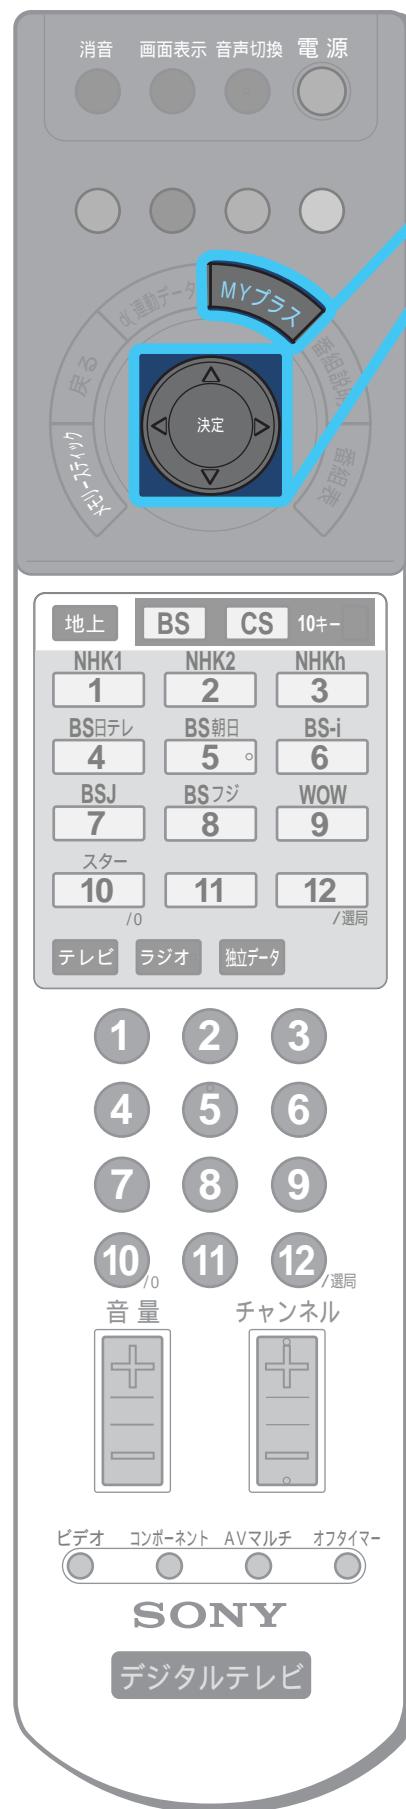 消音 画面表示 音声切換 電源
d(連動データ
MYプラス
番組説明
戻る
決定
メモリースティック
番組表
地上 BS CS 10キー
NHK1 NHK2 NHKh
1 2 3
BS日テレ BS朝日 BS-i
4 5 6
BSJ BSフジ WOW
7 8 9
スター
10 11 12
/0 /選局
テレビ ラジオ 独立データ
1 2 3
4 5 6
7 8 9
10 /0 11 12 /選局
音量 チャンネル
ビデオ コンポーネント AVマルチ オフタイマー
SONY
デジタルテレビ